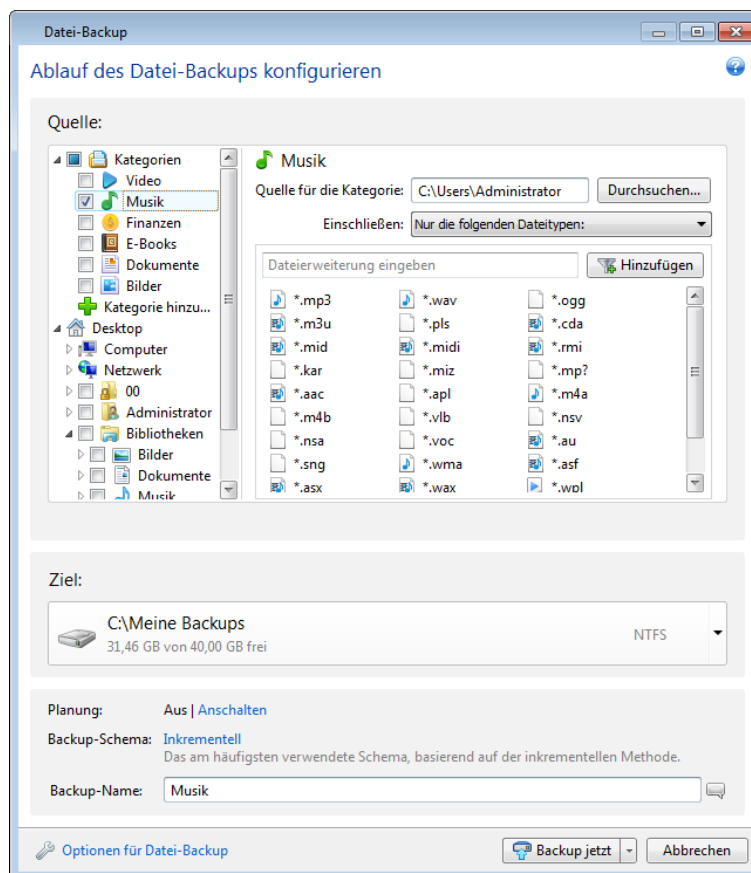 Datei-Backup
Ablauf des Datei-Backups konfigurieren
Quelle:
Kategorien
Video
Musik
Finanzen
E-Books
Dokumente
Bilder
Kategorie hinzu...
Desktop
Computer
Netzwerk
00
Administrator
Bibliotheken
Bilder
Dokumente
Musik
Musik
Quelle für die Kategorie: C:\Users\Administrator Durchsuchen...
Einschließen: Nur die folgenden Dateitypen:
Dateierweiterung eingeben Hinzufügen
*.mp3 *.wav *.ogg
*.m3u *.pls *.cda
*.mid *.midi *.rmi
*.kar *.miz *.mp?
*.aac *.apl *.m4a
*.m4b *.vlb *.nsv
*.nsa *.voc *.au
*.sng *.wma *.asf
*.asx *.wax *.wpl
Ziel:
C:\Meine Backups
31,46 GB von 40,00 GB frei
NTFS
Planung: Aus | Anschalten
Backup-Schema: Inkrementell
Das am häufigsten verwendete Schema, basierend auf der inkrementellen Methode.
Backup-Name: Musik
Optionen für Datei-Backup Backup jetzt Abbrechen